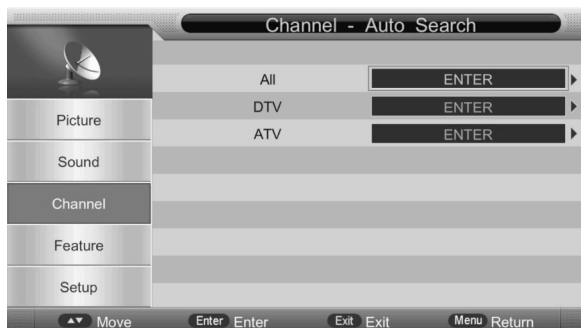 Channel - Auto Search
All ENTER
DTV ENTER
ATV ENTER
Picture
Sound
Channel
Feature
Setup
Move Enter Enter Exit Exit Menu Return